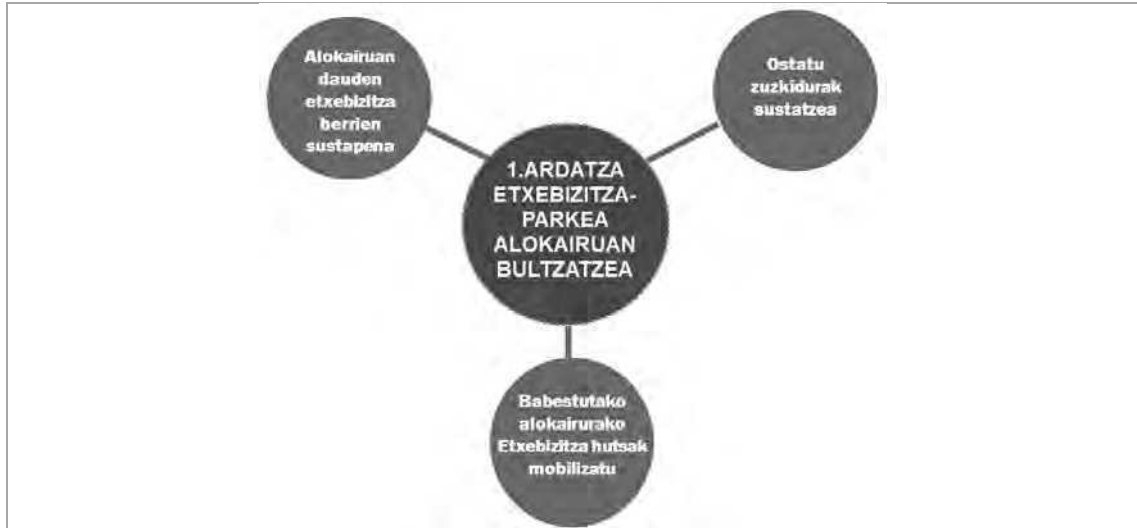 Alokairuan
dauden
etxebizitza
berrien
sustapena
Ostatu
zuzkidurak
sustatzea
1.ARDATZA
ETXEBIZITZA-
PARKEA
ALOKAIRUAN
BULTZATZEA
Babestutako
alokairurako
Etxebizitza hutsak
mobilizatu